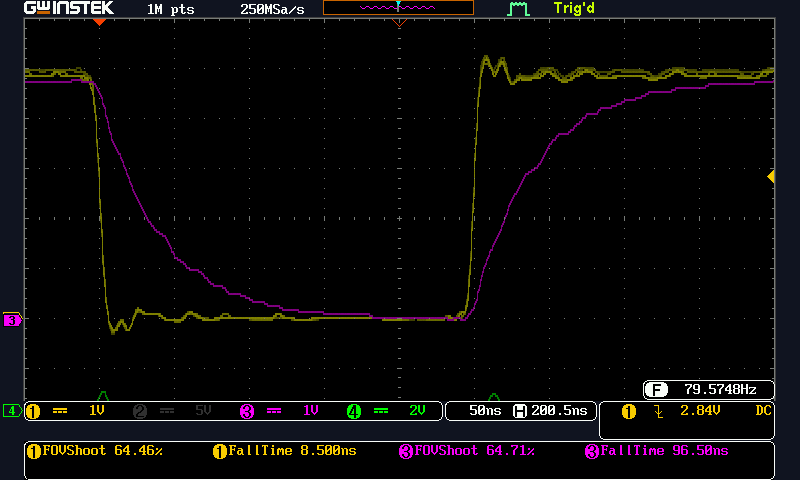 GWINSTEK 1M pts 250MSa/s Trig'd
3
F 79.5748Hz
4 1 1V 2 5V 3 1V 4 2V 50ns H 200.5ns 1 2.84V DC
1 FOVShoot 64.46% 1 FallTime 8.500ns 3 FOVShoot 64.71% 3 FallTime 96.50ns